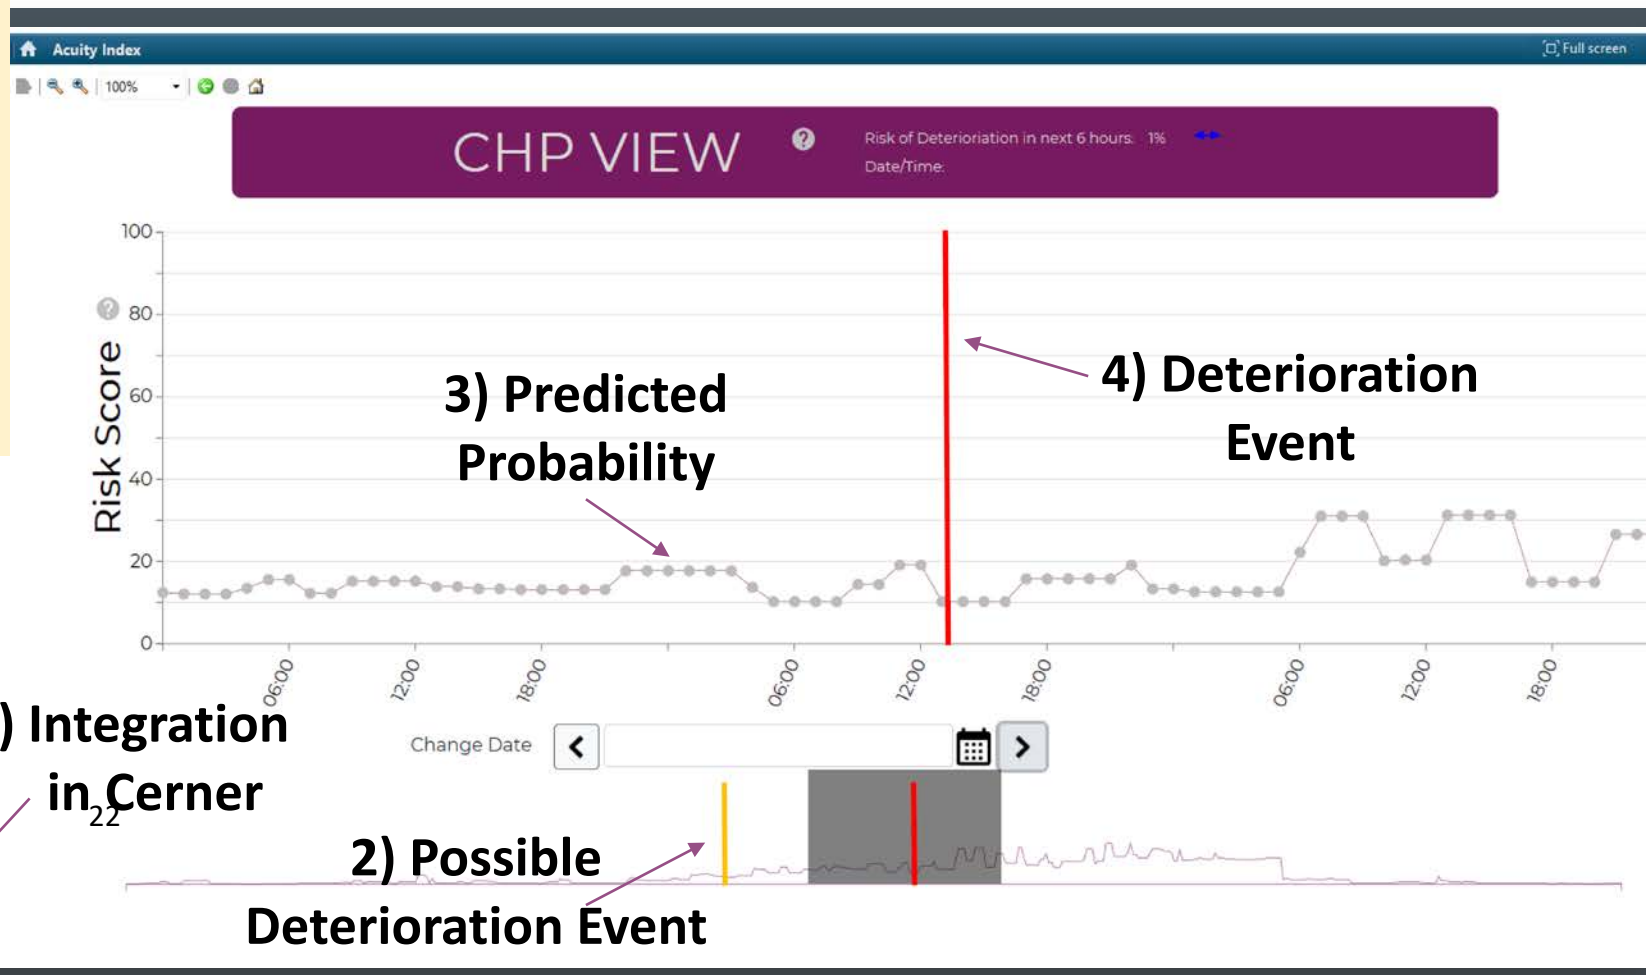 Acuity Index
Full screen
100%
CHP VIEW
Risk of Deterioriation in next 6 hours: 1%
Date/Time:
100
80
60
40
20
0
Risk Score
3) Predicted
Probability
4) Deterioration
Event
06:00
12:00
18:00
06:00
12:00
18:00
06:00
12:00
18:00
) Integration
in Cerner
22
Change Date
2) Possible
Deterioration Event